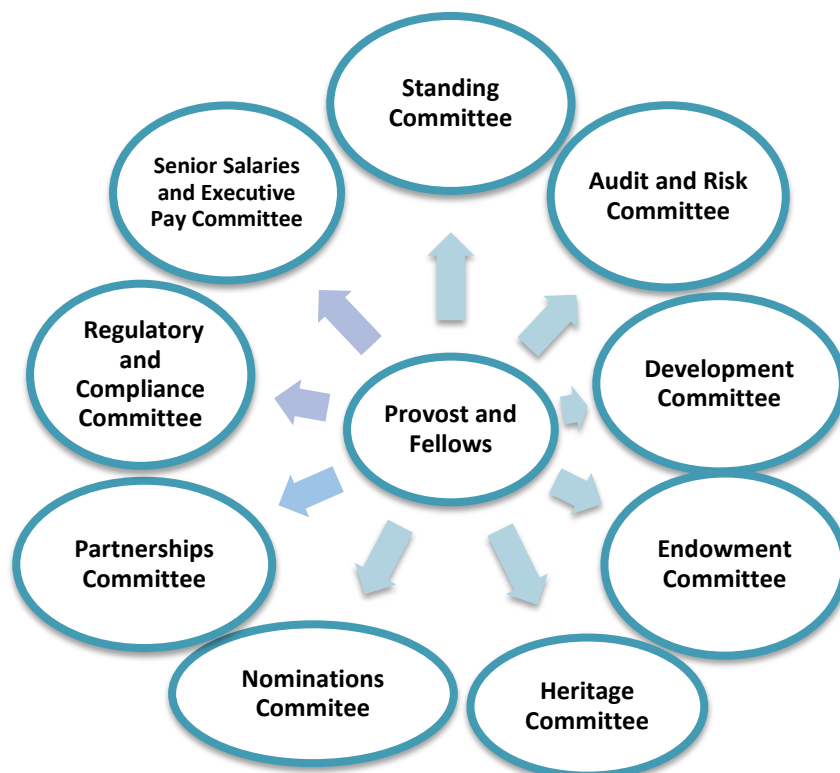 Standing
Committee
Audit and Risk
Committee
Development
Committee
Endowment
Committee
Heritage
Committee
Nominations
Commitee
Partnerships
Committee
Regulatory
and
Compliance
Committee
Senior Salaries
and Executive
Pay Committee
Provost and
Fellows